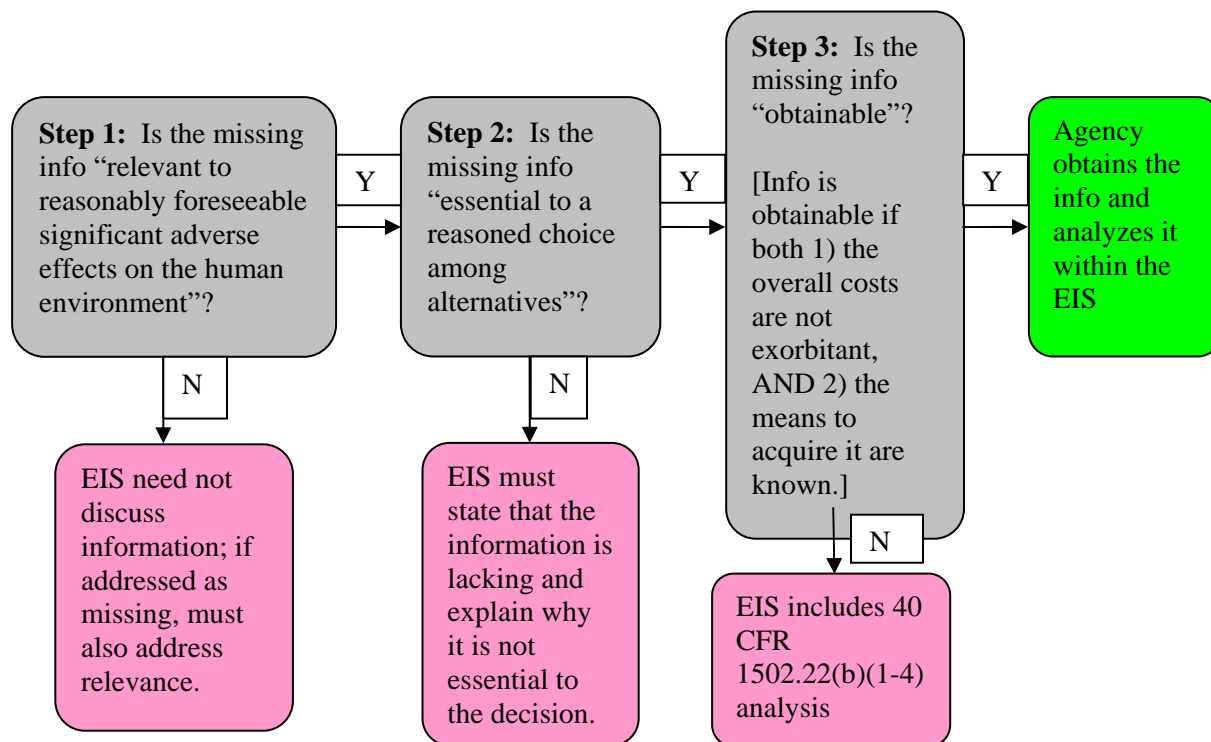 Step 1: Is the missing
info “relevant to
reasonably foreseeable
significant adverse
effects on the human
environment”?
Y
N
EIS need not
discuss
information; if
addressed as
missing, must
also address
relevance.
Step 2: Is the
missing info
“essential to a
reasoned choice
among
alternatives”?
Y
N
EIS must
state that the
information is
lacking and
explain why
it is not
essential to
the decision.
Step 3: Is the
missing info
“obtainable”?
[Info is
obtainable if
both 1) the
overall costs
are not
exorbitant,
AND 2) the
means to
acquire it are
known.]
Y
N
EIS includes 40
CFR
1502.22(b)(1-4)
analysis
Agency
obtains the
info and
analyzes it
within the
EIS